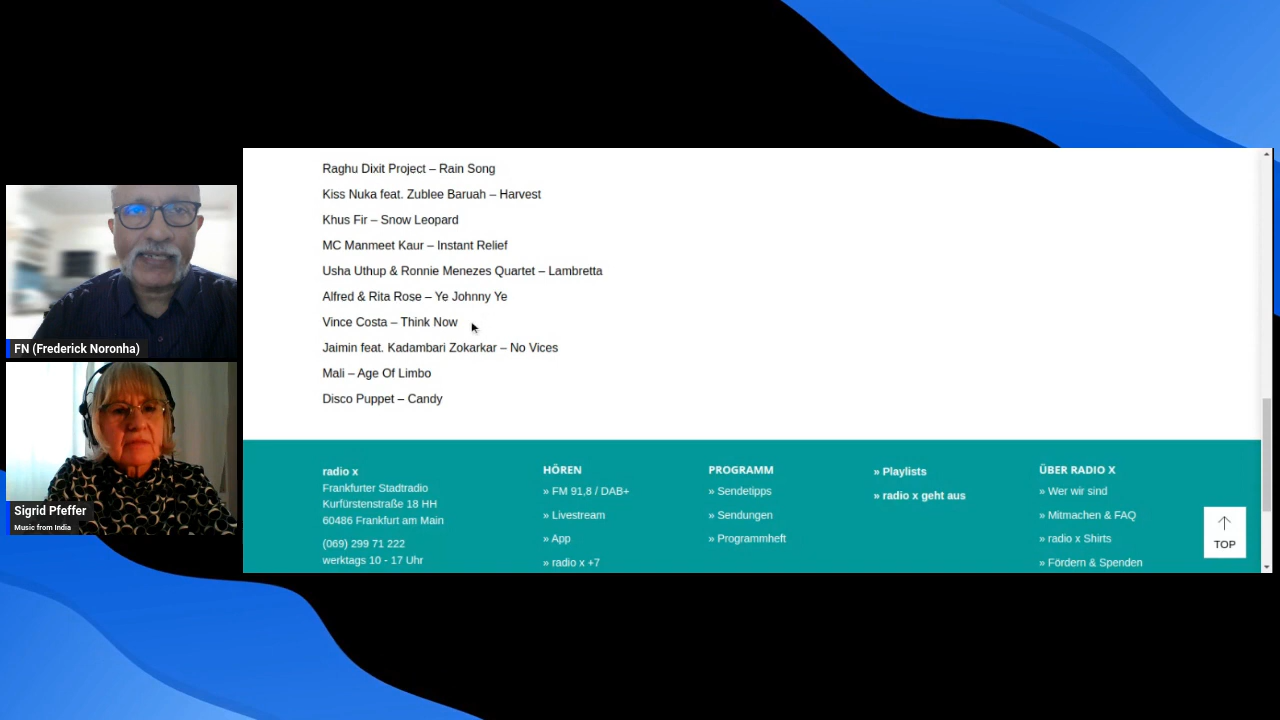 Raghu Dixit Project – Rain Song
Kiss Nuka feat. Zublee Baruah – Harvest
Khus Fir – Snow Leopard
MC Manmeet Kaur – Instant Relief
Usha Uthup & Ronnie Menezes Quartet – Lambretta
Alfred & Rita Rose – Ye Johnny Ye
Vince Costa – Think Now
Jaimin feat. Kadambari Zokarkar – No Vices
Mali – Age Of Limbo
Disco Puppet – Candy
FN (Frederick Noronha)
Sigrid Pfeffer
Music from India
radio x
Frankfurter Stadtradio
Kurfürstenstraße 18 HH
60486 Frankfurt am Main
(069) 299 71 222
werktags 10 - 17 Uhr
HÖREN
» FM 91,8 / DAB+
» Livestream
» App
» radio x +7
PROGRAMM
» Sendetipps
» Sendungen
» Programmheft
» Playlists
» radio x geht aus
ÜBER RADIO X
» Wer wir sind
» Mitmachen & FAQ
» radio x Shirts
» Fördern & Spenden
TOP